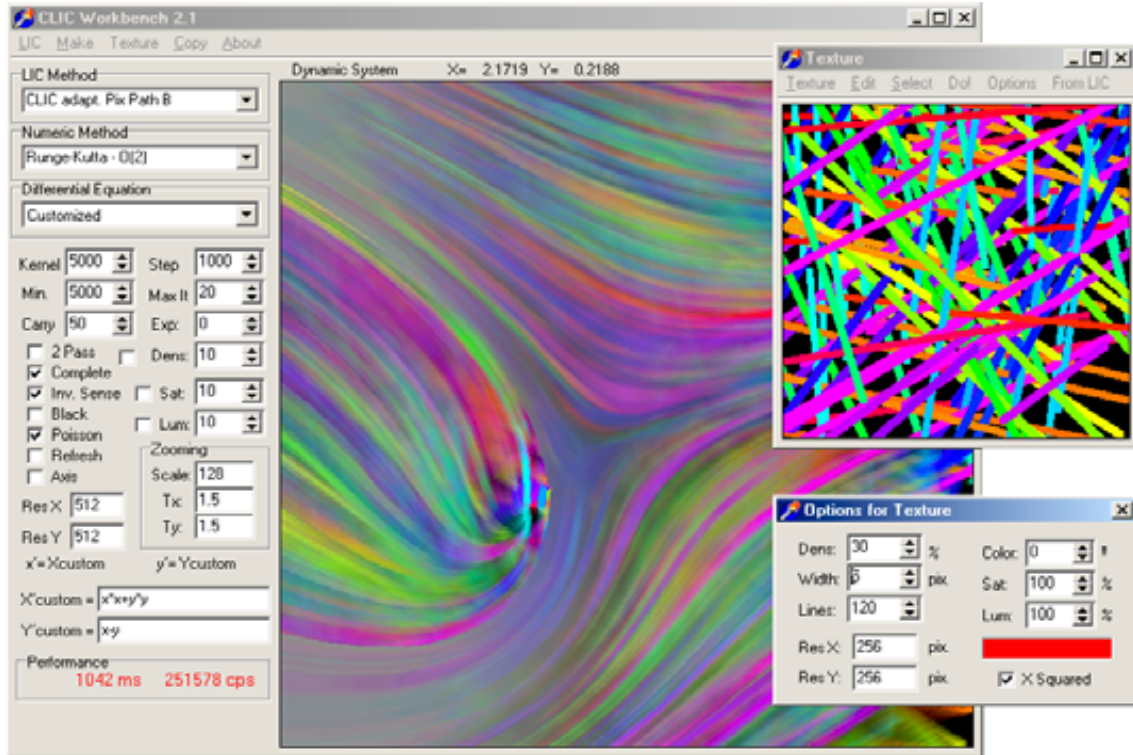 CLIC Workbench 2.1
LIC Make Texture Copy About
LIC Method
CLIC adapt. Pix Path B
Numeric Method
Runge-Kutta - O(2)
Differential Equation
Customized
Kernel 5000 Step 1000
Min. 5000 Max It 20
Carry 50 Exp: 0
2 Pass Dens: 10
Complete
Inv. Sense Sat: 10
Black
Poisson Lum: 10
Refresh
Axis
Zooming
Scale: 128
Tx: 1.5
Ty: 1.5
Res X 512
Res Y 512
x'= Xcustom y'= Ycustom
X'custom = x*x+y*y
Y'custom = x-y
Performance
1042 ms 251578 cps
Dynamic System X= 2.1719 Y= 0.2188
Texture
Texture Edit Select Do! Options From LIC
Options for Texture
Dens: 30 % Color: 0
Width: pix. Sat: 100 %
Lines: 120 Lum: 100 %
Res X: 256 pix.
Res Y: 256 pix. X Squared